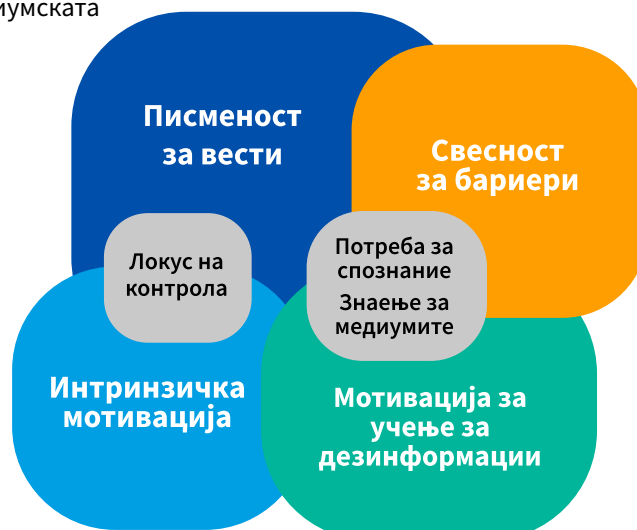 Писменост
за вести
Свесност
за бариери
Локус на
контрола
Потреба за
спознание
Знаење за
медиумите
Интринзичка
мотивација
Мотивација за
учење за
дезинформации